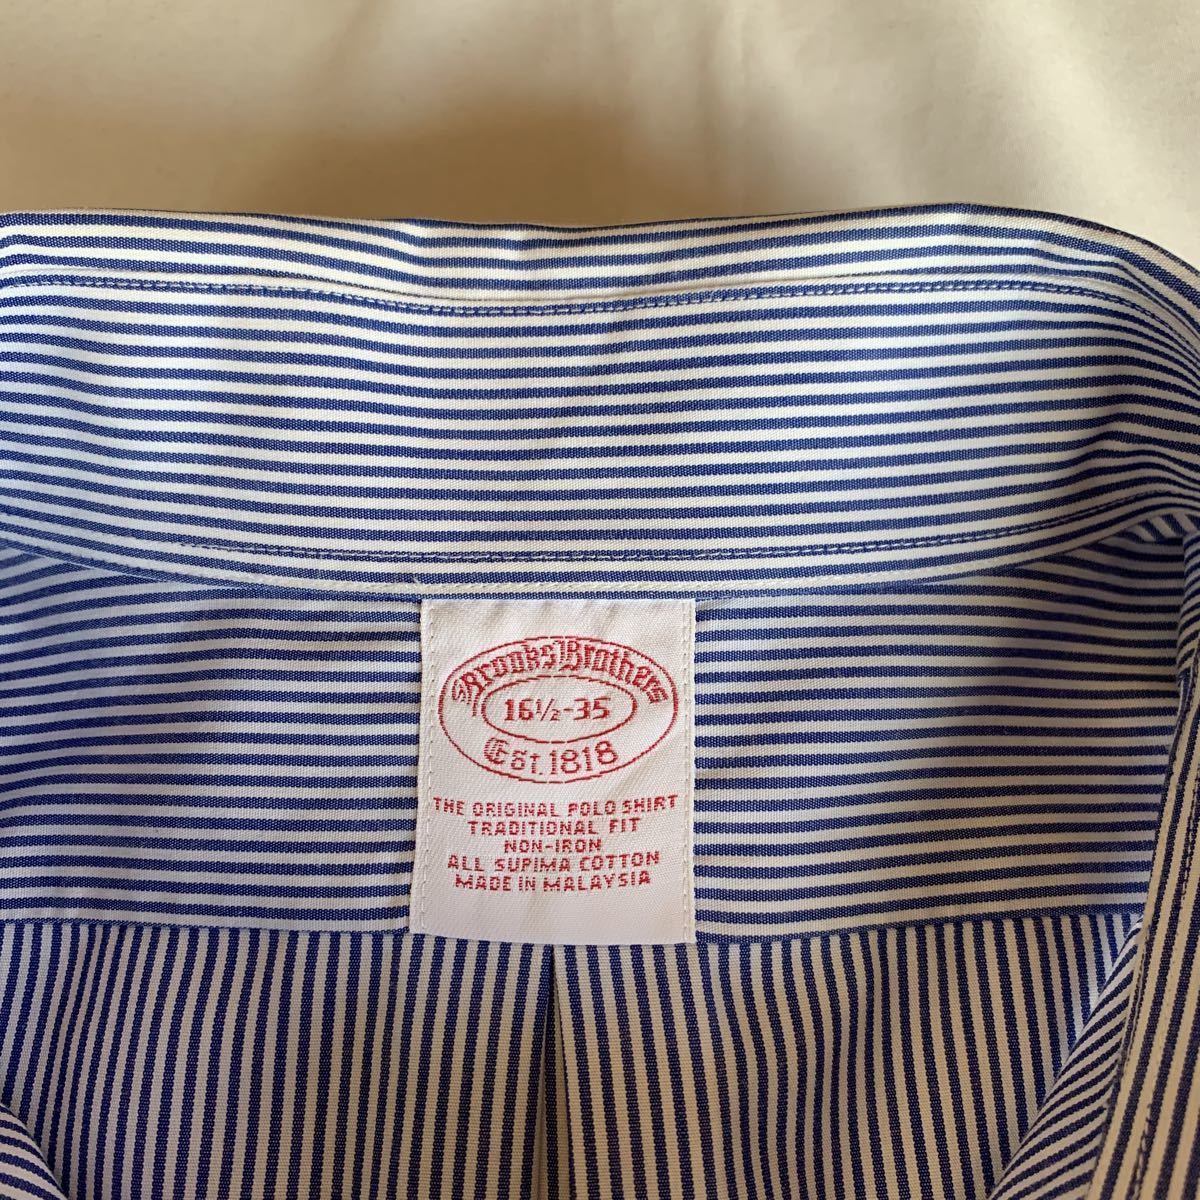 Brooks Brothers
16½-35
Est. 1818
THE ORIGINAL POLO SHIRT
TRADITIONAL FIT
NON-IRON
ALL SUPIMA COTTON
MADE IN MALAYSIA